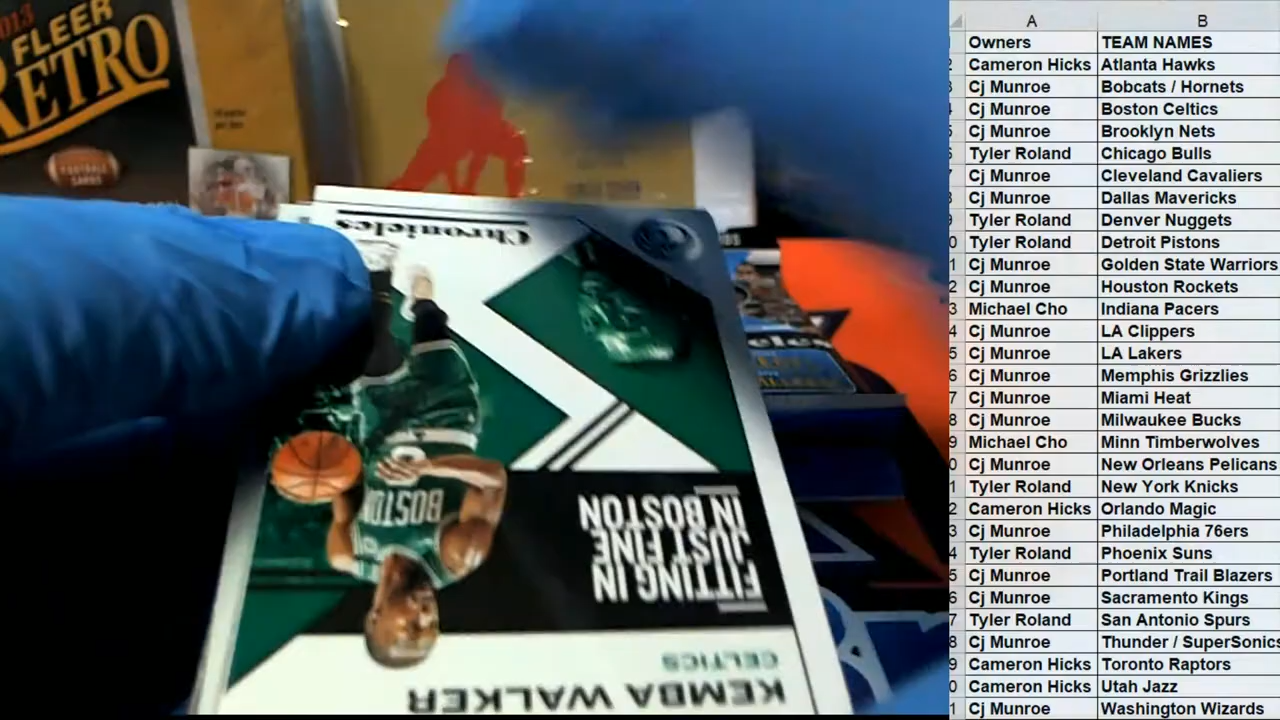 2013
FLEER
RETRO
FOOTBALL
CARDS
Chronicles
FITTING IN
JUST FINE
IN BOSTON
BOSTON
CELTICS
KEMBA WALKER
A B
Owners TEAM NAMES
Cameron Hicks Atlanta Hawks
Cj Munroe Bobcats / Hornets
Cj Munroe Boston Celtics
Cj Munroe Brooklyn Nets
Tyler Roland Chicago Bulls
Cj Munroe Cleveland Cavaliers
Cj Munroe Dallas Mavericks
Tyler Roland Denver Nuggets
Tyler Roland Detroit Pistons
Cj Munroe Golden State Warriors
Cj Munroe Houston Rockets
Michael Cho Indiana Pacers
Cj Munroe LA Clippers
Cj Munroe LA Lakers
Cj Munroe Memphis Grizzlies
Cj Munroe Miami Heat
Cj Munroe Milwaukee Bucks
Michael Cho Minn Timberwolves
Cj Munroe New Orleans Pelicans
Tyler Roland New York Knicks
Cameron Hicks Orlando Magic
Cj Munroe Philadelphia 76ers
Tyler Roland Phoenix Suns
Cj Munroe Portland Trail Blazers
Cj Munroe Sacramento Kings
Tyler Roland San Antonio Spurs
Cj Munroe Thunder / SuperSonics
Cameron Hicks Toronto Raptors
Cameron Hicks Utah Jazz
Cj Munroe Washington Wizards